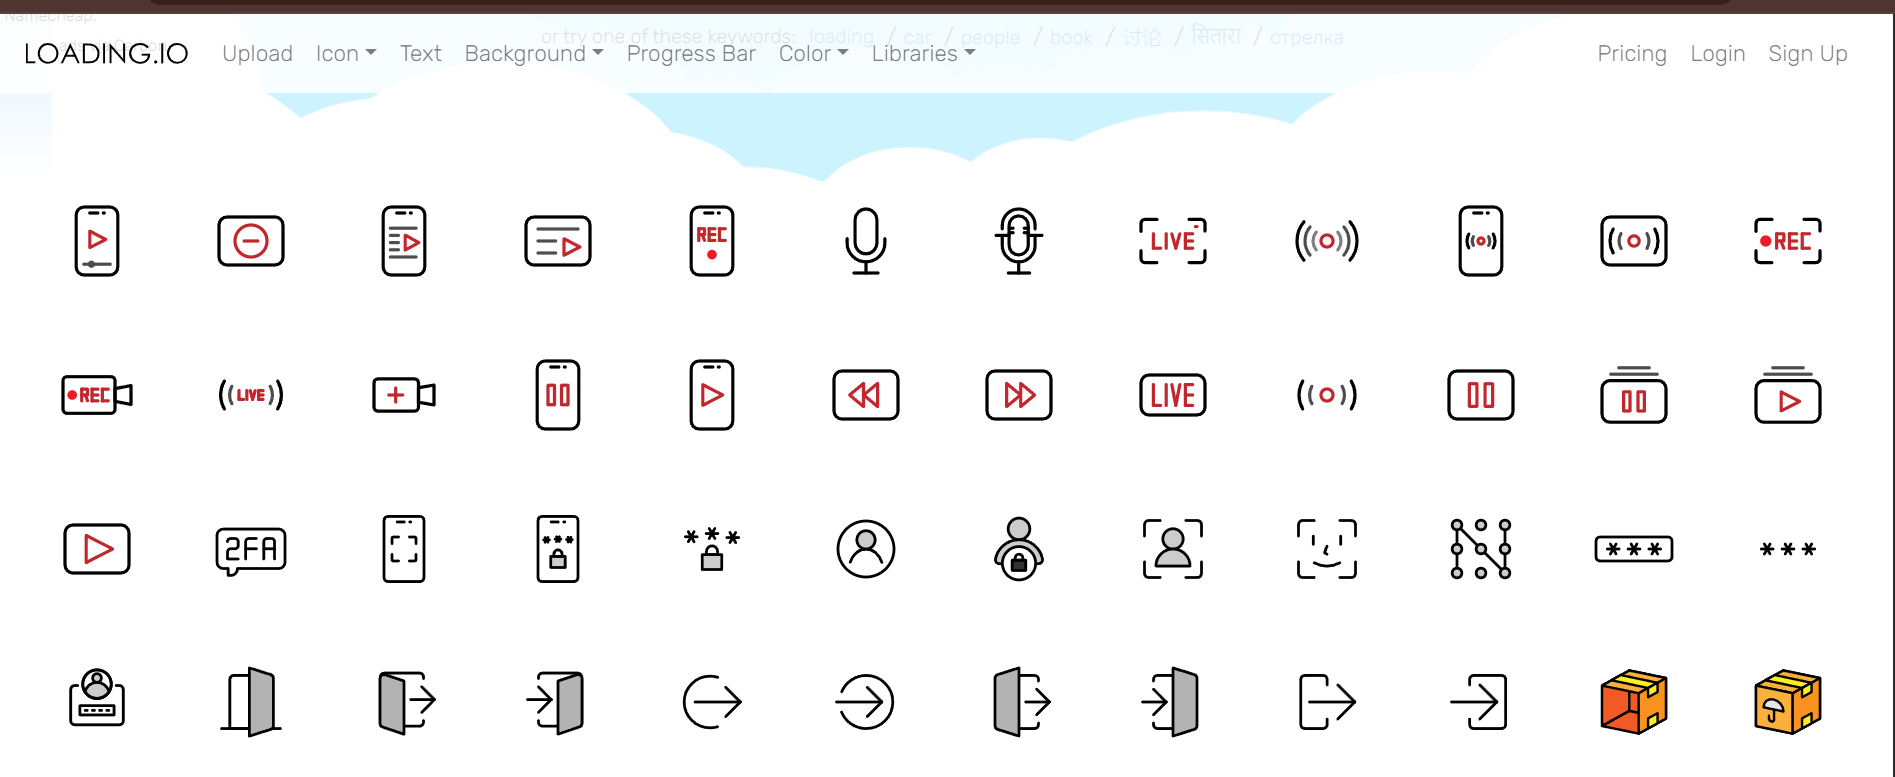 Namecheap.
or try one of these keywords: loading / car / people / book / 讨论 / सितारा / стрелка
LOADING.IO Upload Icon Text Background Progress Bar Color Libraries Pricing Login Sign Up
REC
LIVE
REC
REC
LIVE
LIVE
2FA
***
***
***
***